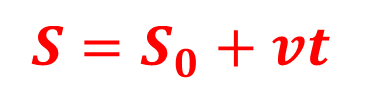 S = S₀ + vt